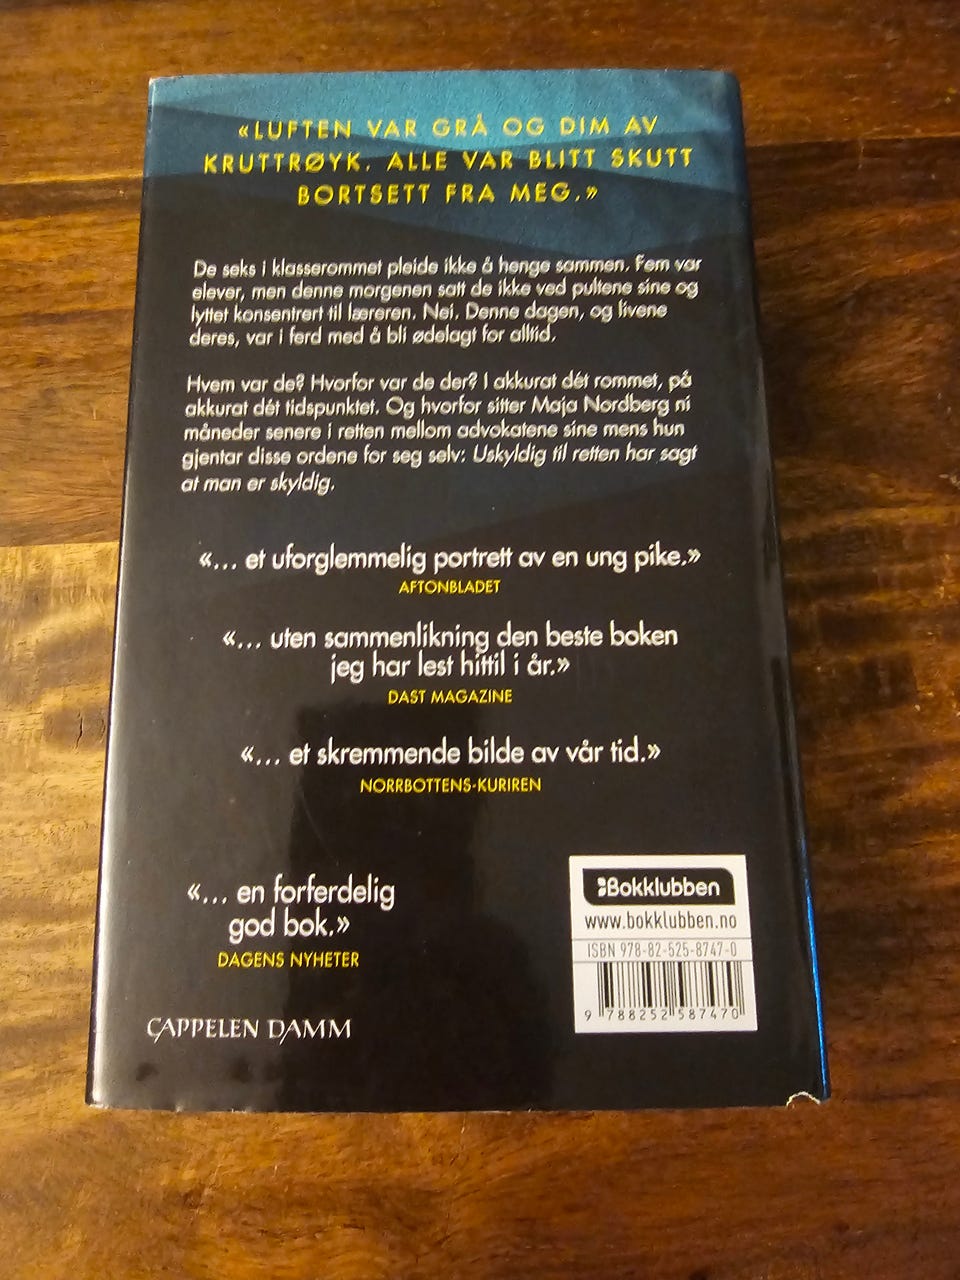 «LUFTEN VAR GRÅ OG DIM AV
KRUTTRØYK. ALLE VAR BLITT SKUTT
BORTSETT FRA MEG.»
De seks i klasserommet pleide ikke å henge sammen. Fem var
elever, men denne morgenen satt de ikke ved pultene sine og
lyttet konsentrert til læreren. Nei. Denne dagen, og livene
deres, var i ferd med å bli ødelagt for alltid.
Hvem var de? Hvorfor var de der? I akkurat dét rommet, på
akkurat dét tidspunktet. Og hvorfor sitter Maja Nordberg ni
måneder senere i retten mellom advokatene sine mens hun
gjentar disse ordene for seg selv: Uskyldig til retten har sagt
at man er skyldig.
«... et uforglemmelig portrett av en ung pike.»
AFTONBLADET
«... uten sammenlikning den beste boken
jeg har lest hittil i år.»
DAST MAGAZINE
«... et skremmende bilde av vår tid.»
NORRBOTTENS-KURIREN
«... en forferdelig
god bok.»
DAGENS NYHETER
CAPPELEN DAMM
Bokklubben
www.bokklubben.no
ISBN 978-82-525-8747-0
9 788252 587470